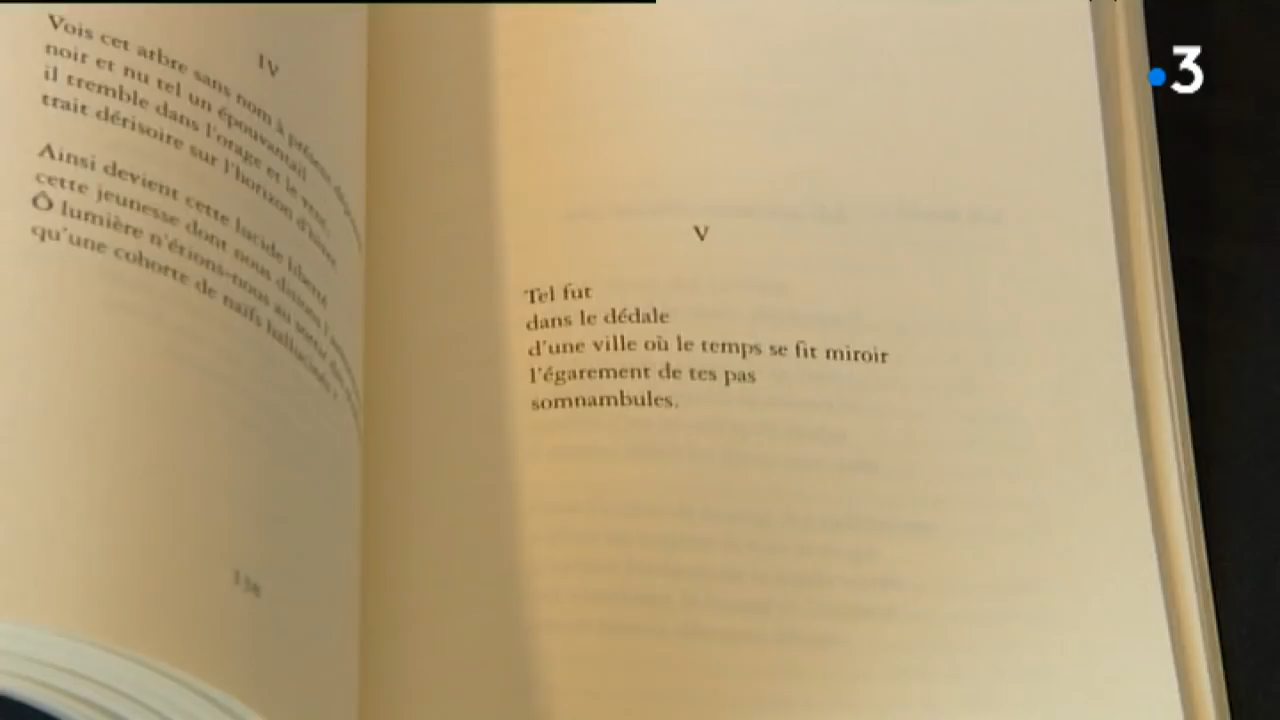 IV
Vois cet arbre sans nom à présent
noir et nu tel un épouvantail
il tremble dans l'orage et le vent,
trait dérisoire sur l'horizon d'hiver.
Ainsi devient cette lucide liberté
cette jeunesse dont nous disions
Ô lumière n'étions-nous au sortir
qu'une cohorte de naïfs hallucinés ?
138
V
Tel fut
dans le dédale
d'une ville où le temps se fit miroir
l'égarement de tes pas
somnambules.
3